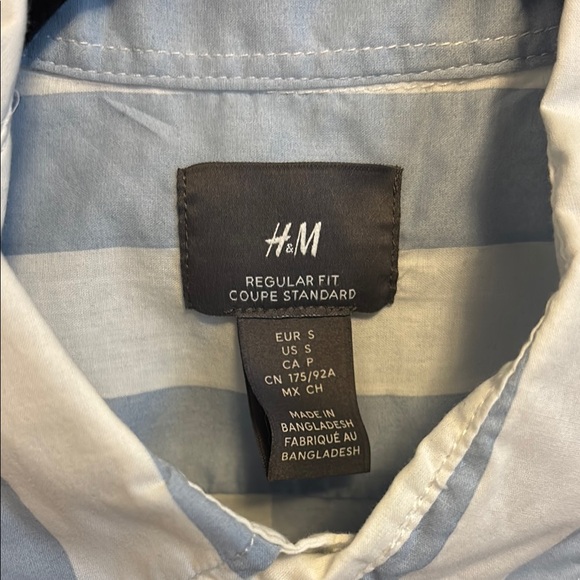 H&M
REGULAR FIT
COUPE STANDARD
EUR S
US S
CA P
CN 175/92A
MX CH
MADE IN
BANGLADESH
FABRIQUÉ AU
BANGLADESH